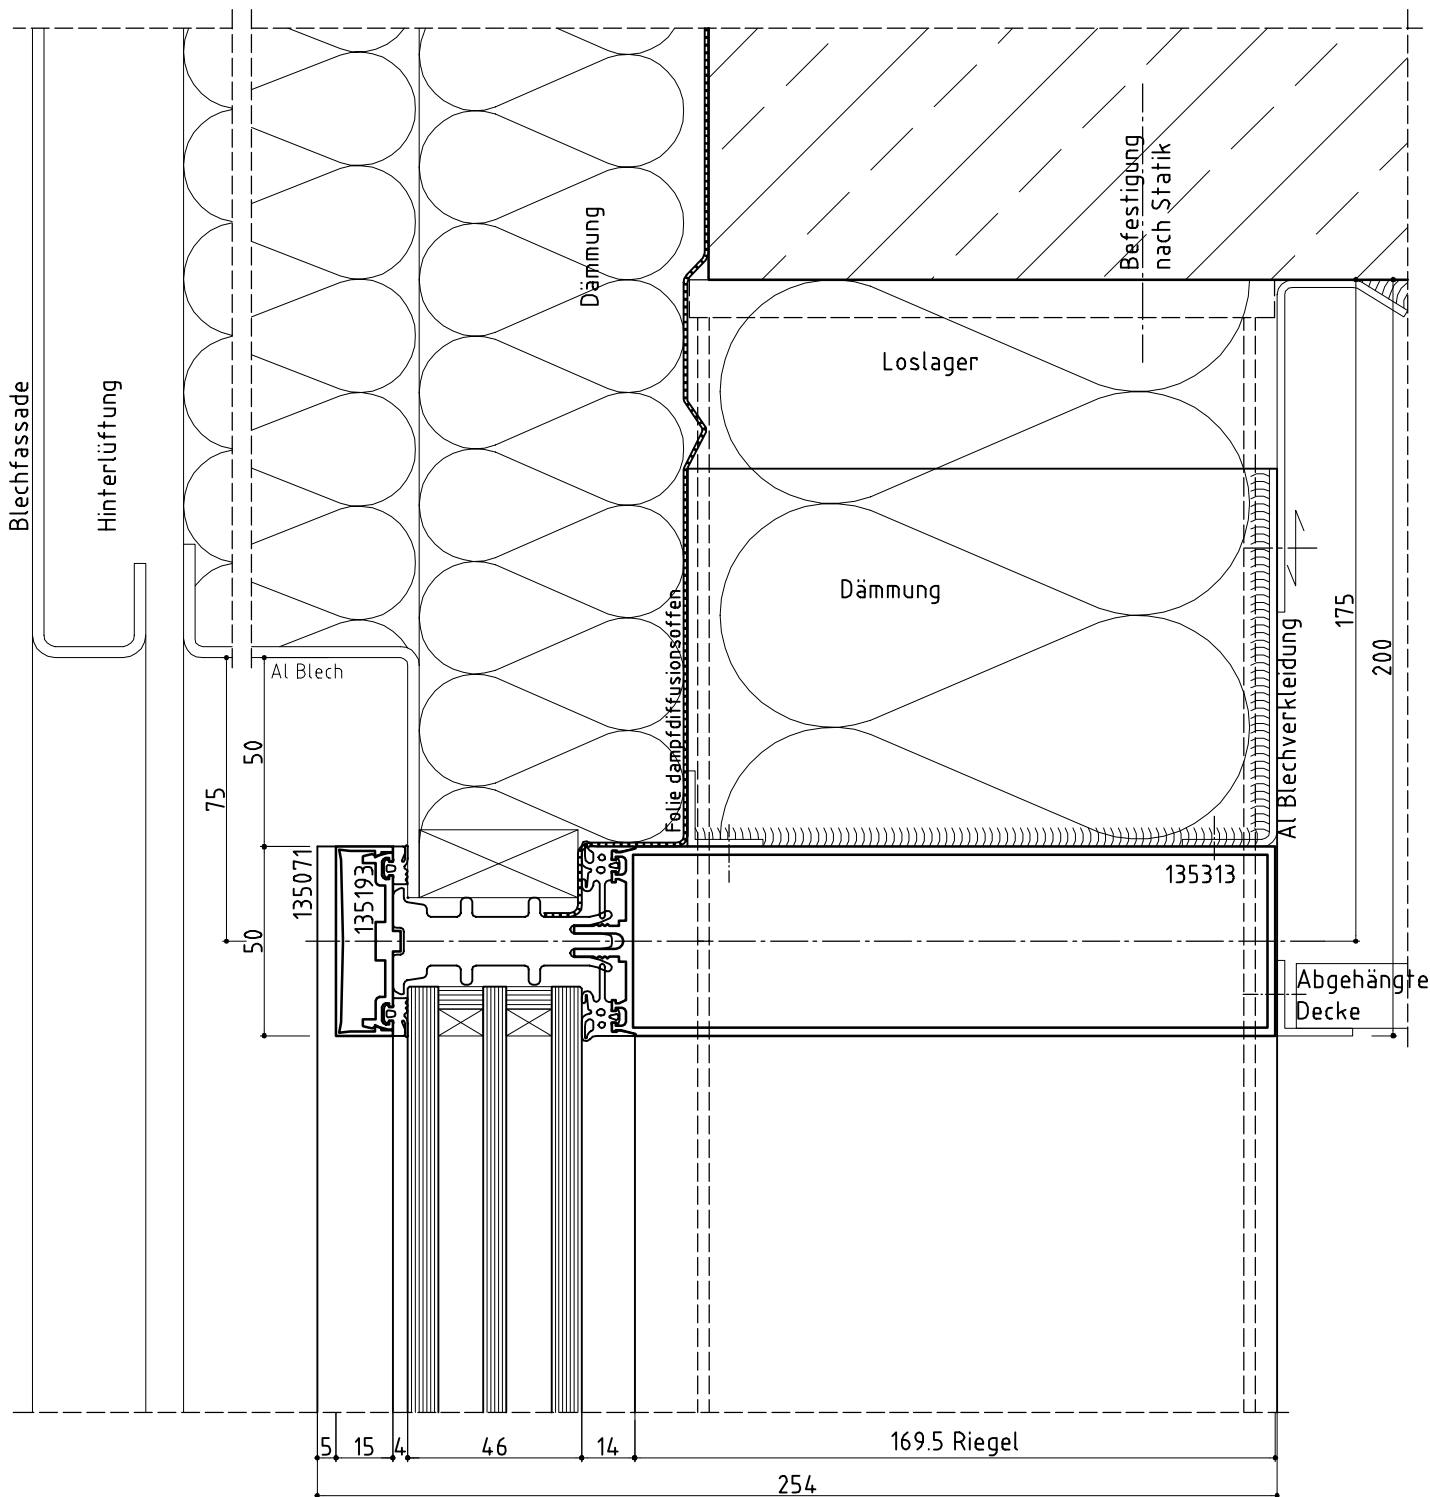 Blechfassade
Hinterlüftung
Dämmung
Befestigung
nach Statik
Loslager
Dämmung
Folie dampfdiffusionsoffen
Al Blechverkleidung
175
200
Al Blech
50
75
50
135071
135193
135313
Abgehängte
Decke
5
15
4
46
14
169.5 Riegel
254